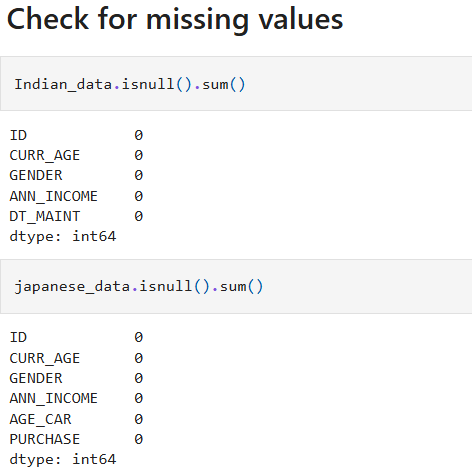 Check for missing values
Indian_data.isnull().sum()
ID 0
CURR_AGE 0
GENDER 0
ANN_INCOME 0
DT_MAINT 0
dtype: int64
japanese_data.isnull().sum()
ID 0
CURR_AGE 0
GENDER 0
ANN_INCOME 0
AGE_CAR 0
PURCHASE 0
dtype: int64